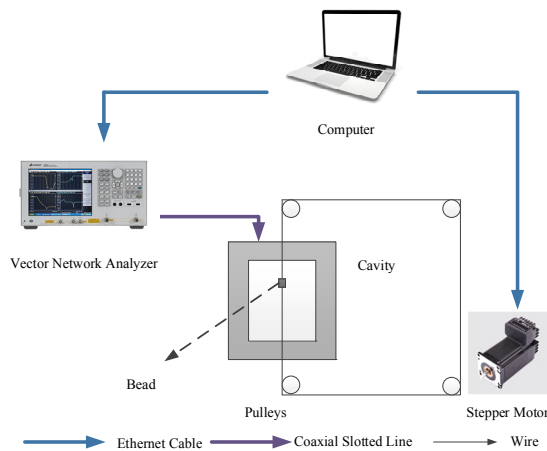 Computer
Vector Network Analyzer
Cavity
Bead
Pulleys
Stepper Motor
Ethernet Cable
Coaxial Slotted Line
Wire